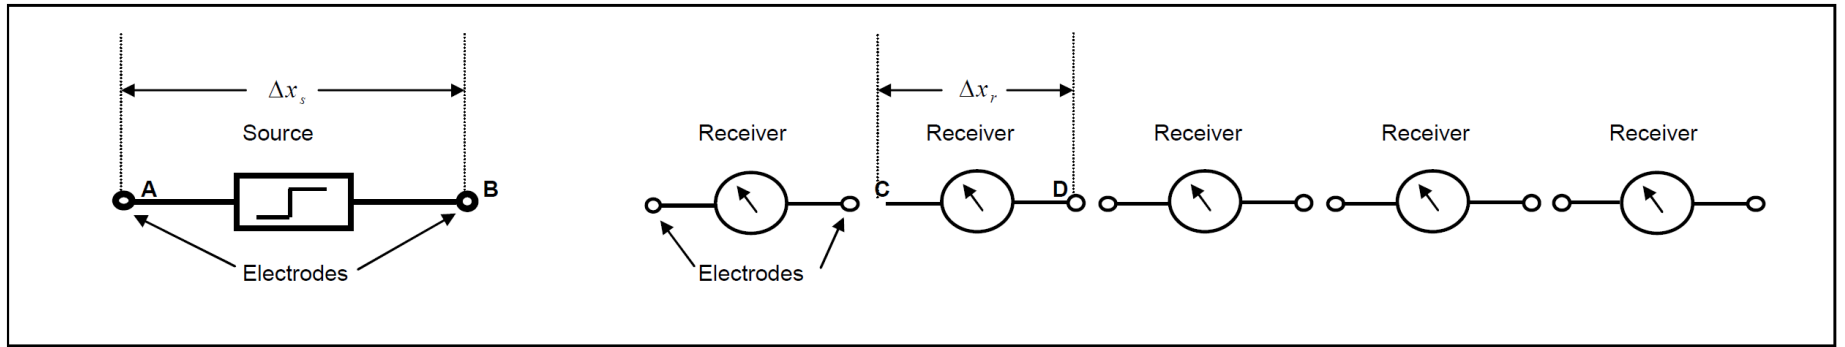 Δx_s
Δx_r
Source
Receiver
Receiver
Receiver
Receiver
Receiver
A
B
C
D
Electrodes
Electrodes